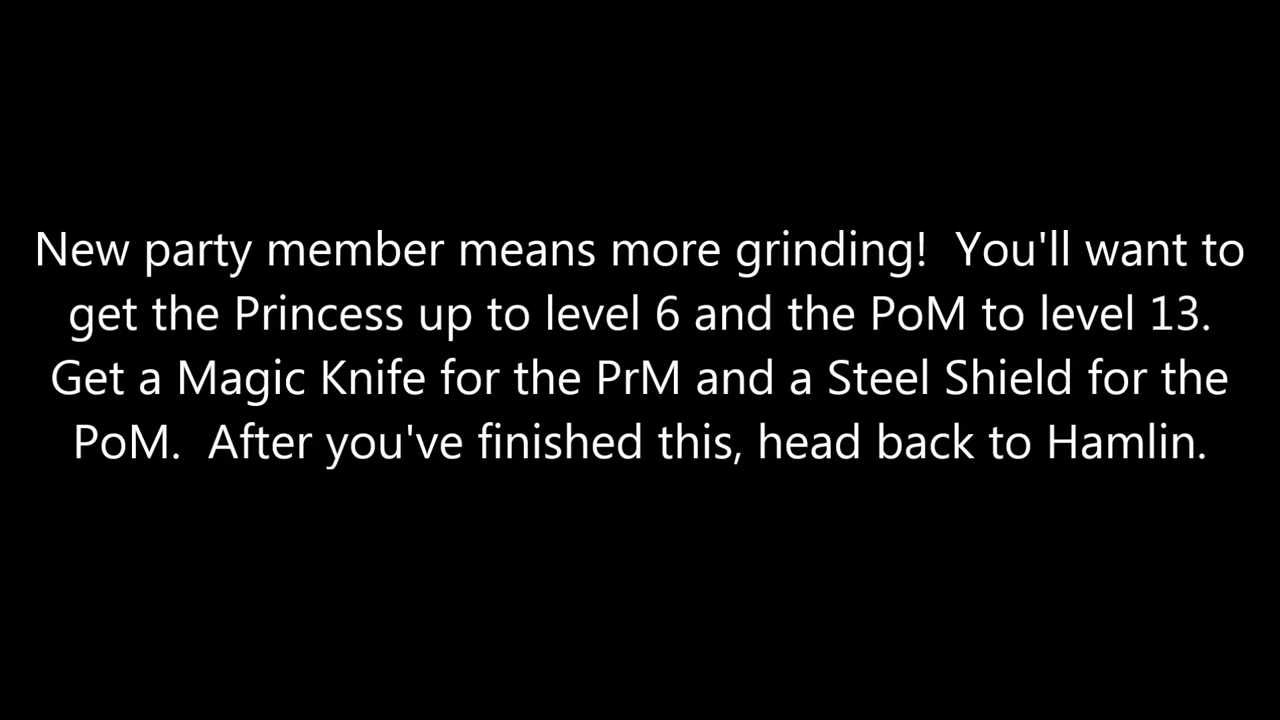 New party member means more grinding!  You'll want to
get the Princess up to level 6 and the PoM to level 13.
Get a Magic Knife for the PrM and a Steel Shield for the
PoM.  After you've finished this, head back to Hamlin.